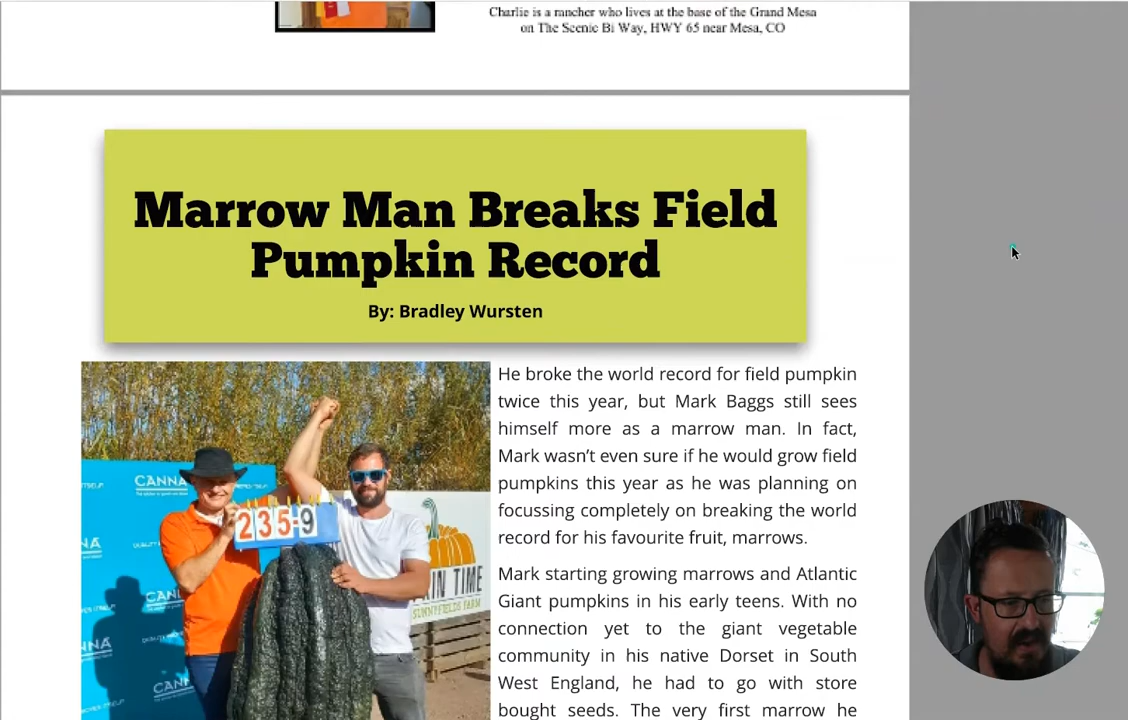 Charlie is a rancher who lives at the base of the Grand Mesa
on The Scenic Bi Way, HWY 65 near Mesa, CO
Marrow Man Breaks Field
Pumpkin Record
By: Bradley Wursten
CANNA
235-9
IN TIME
SUNNYFIELDS FARM
NA
CANN
He broke the world record for field pumpkin
twice this year, but Mark Baggs still sees
himself more as a marrow man. In fact,
Mark wasn't even sure if he would grow field
pumpkins this year as he was planning on
focussing completely on breaking the world
record for his favourite fruit, marrows.
Mark starting growing marrows and Atlantic
Giant pumpkins in his early teens. With no
connection yet to the giant vegetable
community in his native Dorset in South
West England, he had to go with store
bought seeds. The very first marrow he